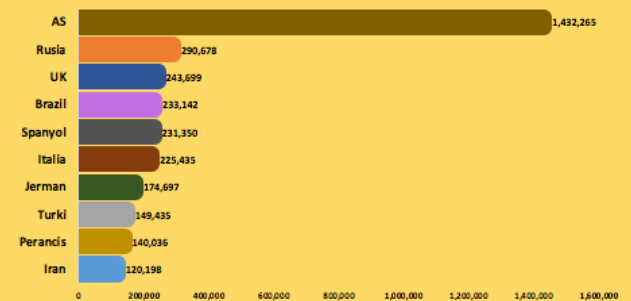 AS 1,432,265
Rusia 290,678
UK 243,699
Brazil 233,142
Spanyol 231,350
Italia 225,435
Jerman 174,697
Turki 149,435
Perancis 140,036
Iran 120,198
0 200,000 400,000 600,000 800,000 1,000,000 1,200,000 1,400,000 1,600,000